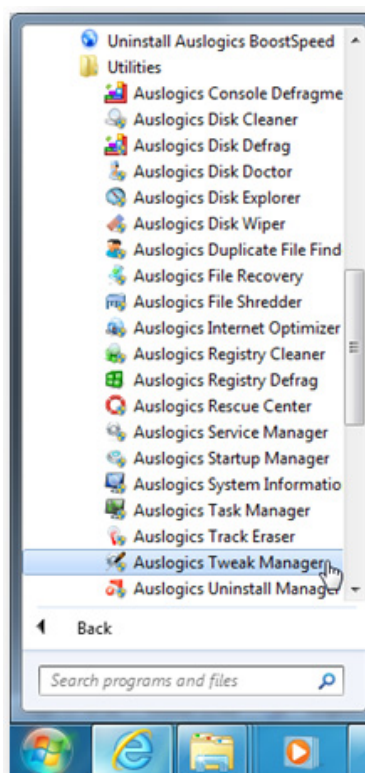 Uninstall Auslogics BoostSpeed
Utilities
Auslogics Console Defragme
Auslogics Disk Cleaner
Auslogics Disk Defrag
Auslogics Disk Doctor
Auslogics Disk Explorer
Auslogics Disk Wiper
Auslogics Duplicate File Find
Auslogics File Recovery
Auslogics File Shredder
Auslogics Internet Optimizer
Auslogics Registry Cleaner
Auslogics Registry Defrag
Auslogics Rescue Center
Auslogics Service Manager
Auslogics Startup Manager
Auslogics System Informatio
Auslogics Task Manager
Auslogics Track Eraser
Auslogics Tweak Manager
Auslogics Uninstall Manager
Back
Search programs and files